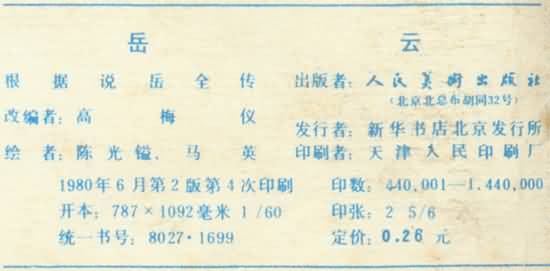 岳 云
根据说岳全传 出版者：人民美术出版社
（北京北总布胡同32号）
改编者：高 梅 仪
发行者：新华书店北京发行所
绘 者：陈光镒、马 英 印刷者：天津人民印刷厂
1980年6月第2版第4次印刷 印数：440,001—1,440,000
开本：787×1092毫米 1/60 印张：2 5/6
统一书号：8027·1699 定价：0.26 元